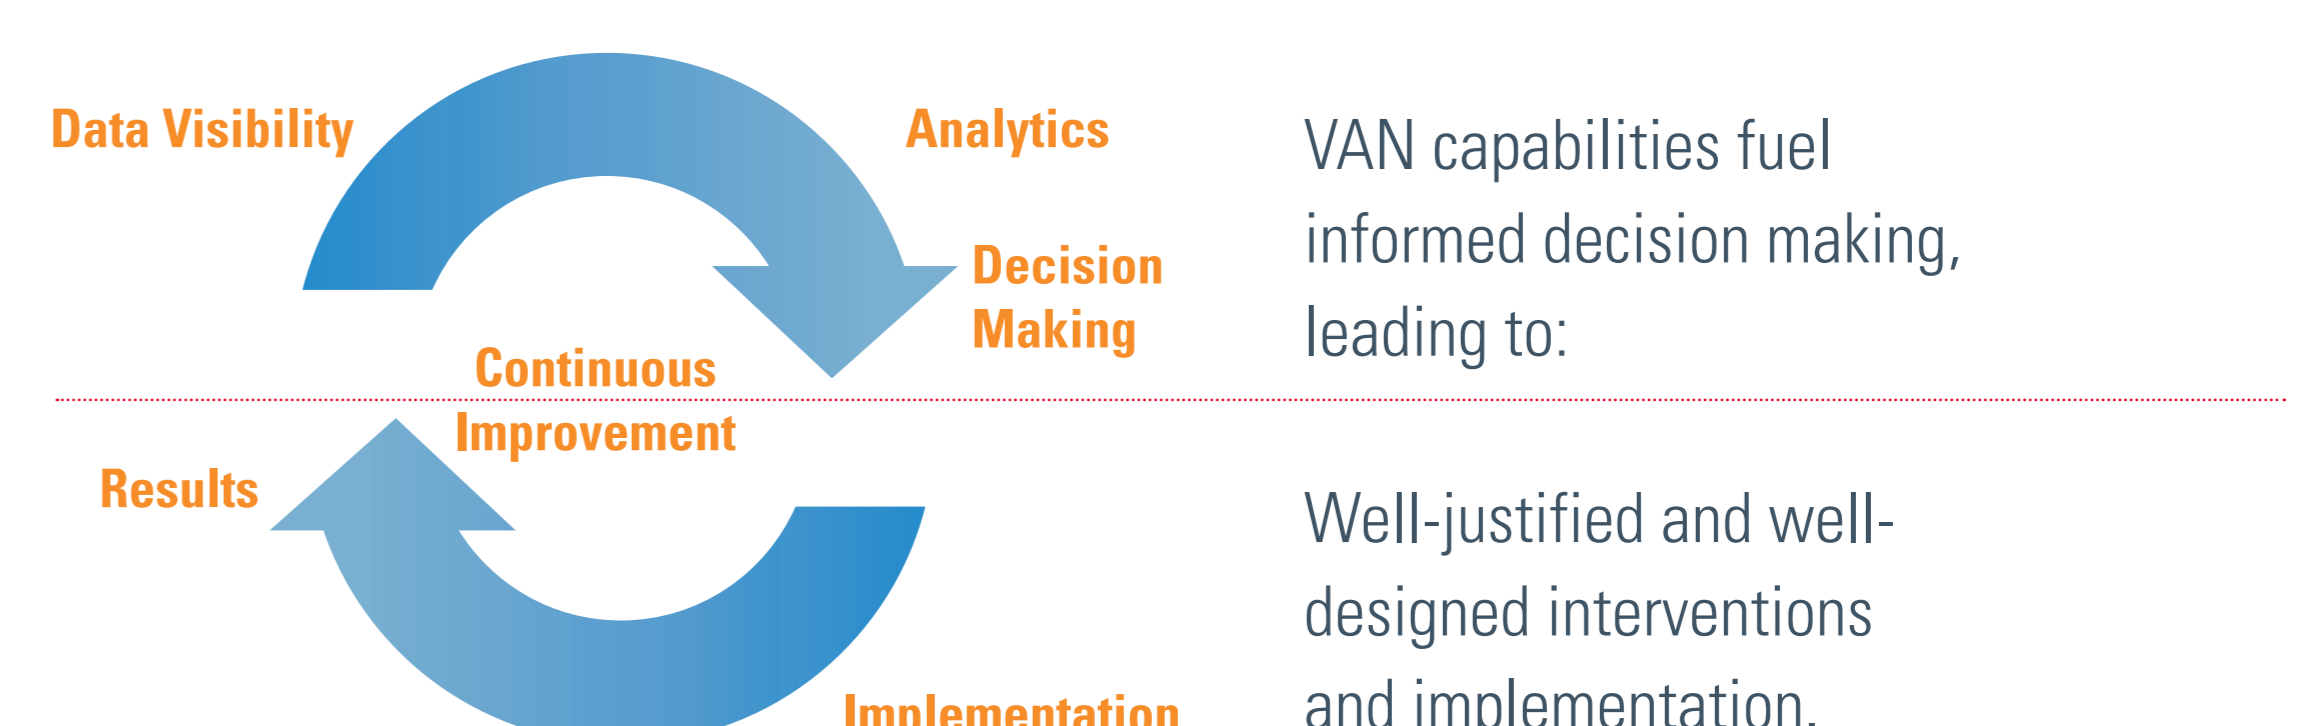 Data Visibility
Analytics
Decision
Making
Continuous
Improvement
Results
Implementation
VAN capabilities fuel
informed decision making,
leading to:
Well-justified and well-
designed interventions
and implementation.